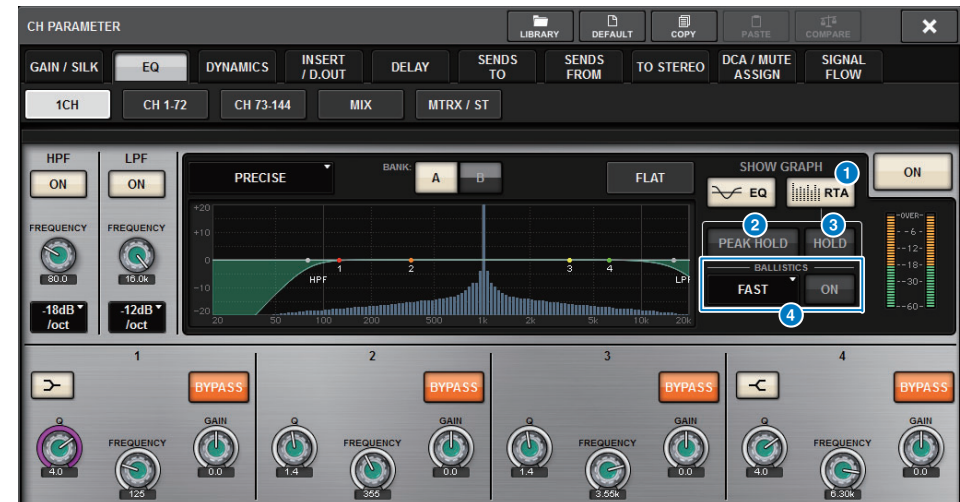 CH PARAMETER
LIBRARY
DEFAULT
COPY
PASTE
COMPARE
GAIN / SILK
EQ
DYNAMICS
INSERT
/ D.OUT
DELAY
SENDS
TO
SENDS
FROM
TO STEREO
DCA / MUTE
ASSIGN
SIGNAL
FLOW
1CH
CH 1-72
CH 73-144
MIX
MTRX / ST
HPF
LPF
ON
ON
FREQUENCY
FREQUENCY
80.0
16.0k
-18dB
/oct
-12dB
/oct
PRECISE
BANK:
A
B
FLAT
SHOW GRAPH
1
EQ
RTA
2
3
PEAK HOLD
HOLD
BALLISTICS
FAST
ON
4
ON
-OVER-
-6-
-12-
-18-
-30-
-60-
+20
+10
0
-10
-20
HPF
1
2
3
4
LPF
20
50
100
200
500
1k
2k
5k
10k
20k
1
BYPASS
Q
4.0
FREQUENCY
125
GAIN
0.0
2
BYPASS
Q
1.4
FREQUENCY
355
GAIN
0.0
3
BYPASS
Q
1.4
FREQUENCY
3.55k
GAIN
0.0
4
BYPASS
Q
4.0
FREQUENCY
6.30k
GAIN
0.0